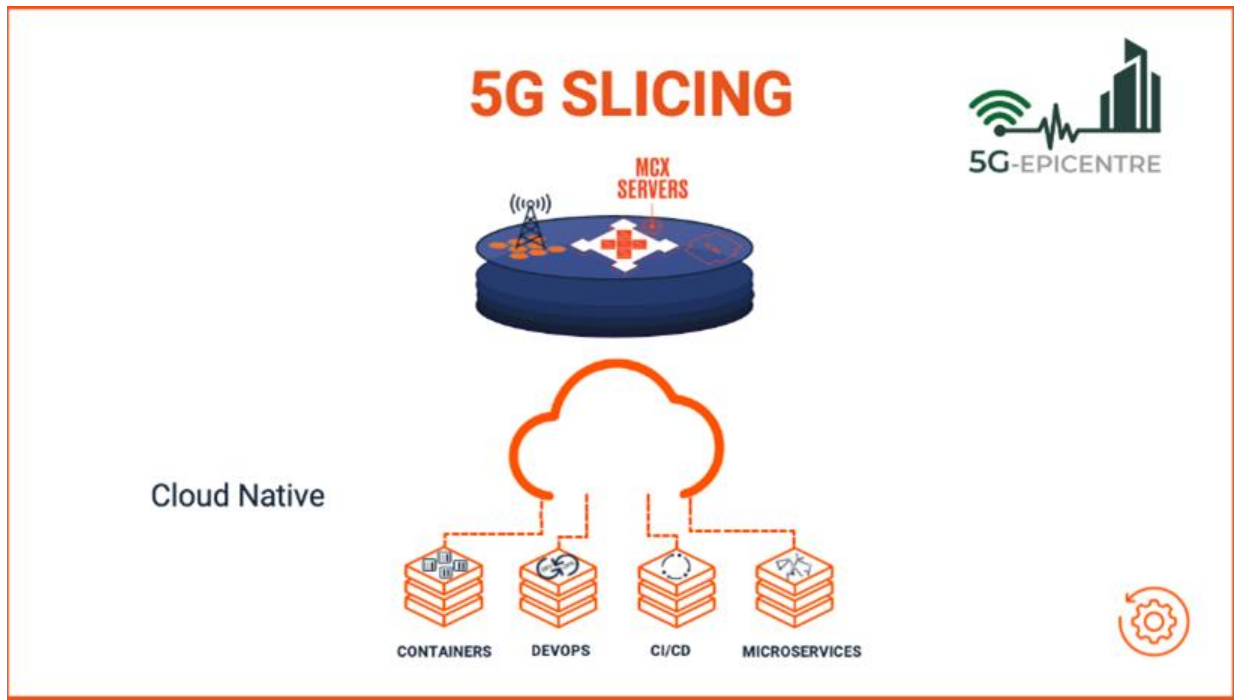 5G SLICING
5G-EPICENTRE
MCX
SERVERS
Cloud Native
CONTAINERS
DEVOPS
CI/CD
MICROSERVICES